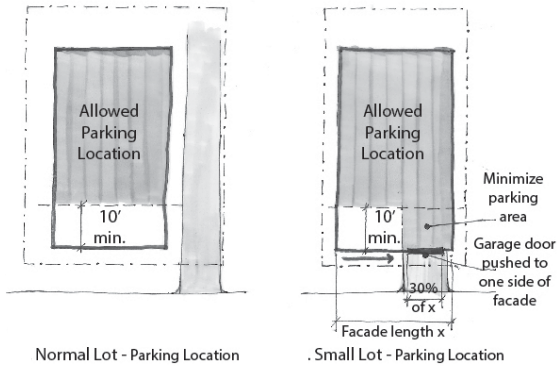 Allowed
Parking
Location
10'
min.
Normal Lot - Parking Location
Allowed
Parking
Location
10'
min.
Minimize
parking
area
Garage door
pushed to
one side of
facade
30%
of x
Facade length x
. Small Lot - Parking Location